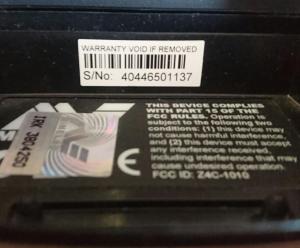 WARRANTY VOID IF REMOVED
S/No: 40446501137
THIS DEVICE COMPLIES
WITH PART 15 OF THE
FCC RULES. Operation is
subject to the following two
conditions: (1) this device may
not cause harmful interference,
and (2) this device must accept
any interference received,
including interference that may
cause undesired operation.
FCC ID: Z4C-1010